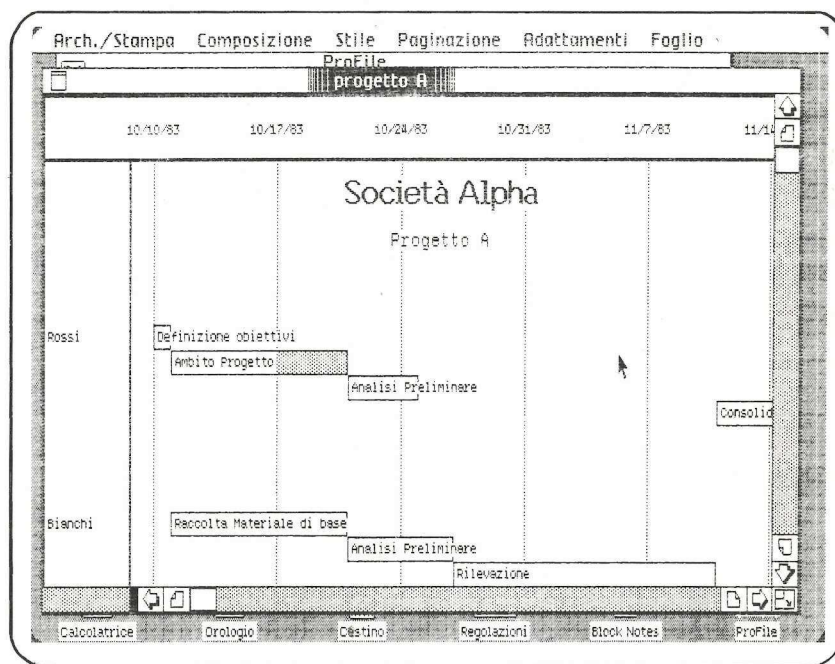 Arch./Stampa Composizione Stile Paginazione Adattamenti Foglio
ProFile
progetto A
10/10/83 10/17/83 10/24/83 10/31/83 11/7/83 11/14
Società Alpha
Progetto A
Rossi
Definizione obiettivi
Ambito Progetto
Analisi Preliminare
Consolid
Bianchi
Raccolta Materiale di base
Analisi Preliminare
Rilevazione
Calcolatrice Orologio Cestino Regolazioni Block Notes ProFile